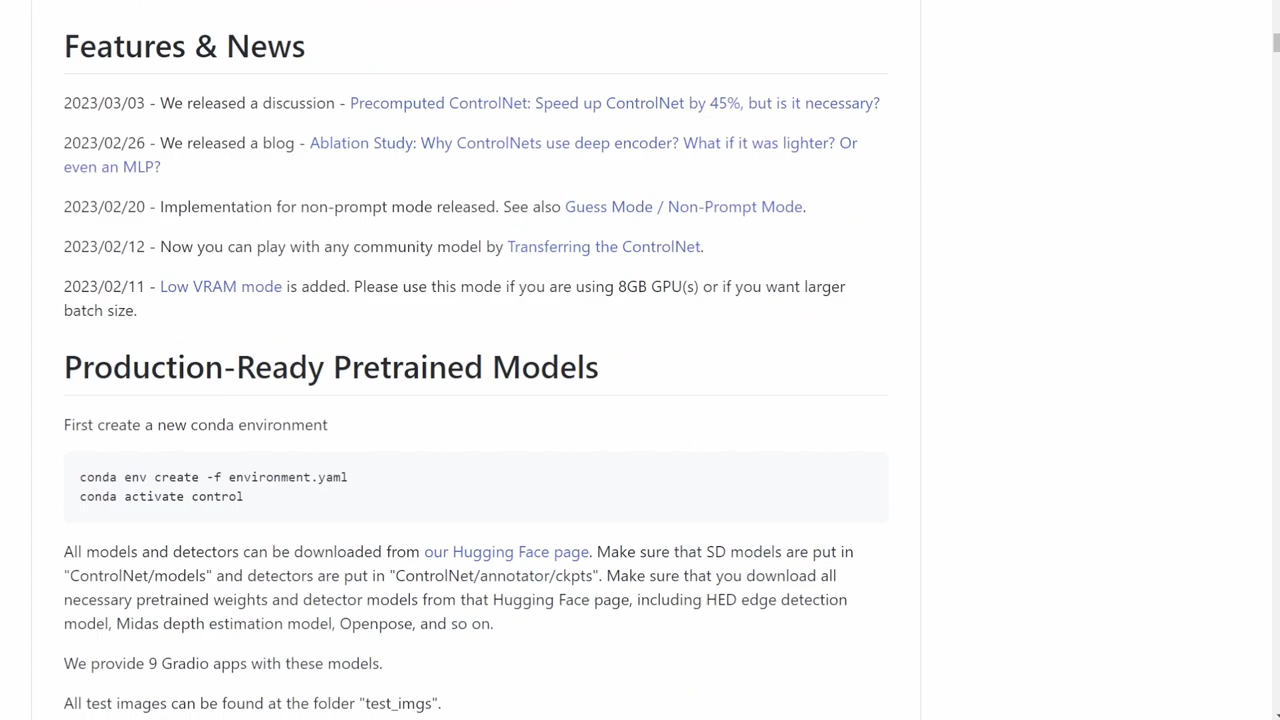 Features & News
2023/03/03 - We released a discussion - Precomputed ControlNet: Speed up ControlNet by 45%, but is it necessary?
2023/02/26 - We released a blog - Ablation Study: Why ControlNets use deep encoder? What if it was lighter? Or
even an MLP?
2023/02/20 - Implementation for non-prompt mode released. See also Guess Mode / Non-Prompt Mode.
2023/02/12 - Now you can play with any community model by Transferring the ControlNet.
2023/02/11 - Low VRAM mode is added. Please use this mode if you are using 8GB GPU(s) or if you want larger
batch size.
Production-Ready Pretrained Models
First create a new conda environment
conda env create -f environment.yaml
conda activate control
All models and detectors can be downloaded from our Hugging Face page. Make sure that SD models are put in
"ControlNet/models" and detectors are put in "ControlNet/annotator/ckpts". Make sure that you download all
necessary pretrained weights and detector models from that Hugging Face page, including HED edge detection
model, Midas depth estimation model, Openpose, and so on.
We provide 9 Gradio apps with these models.
All test images can be found at the folder "test_imgs".